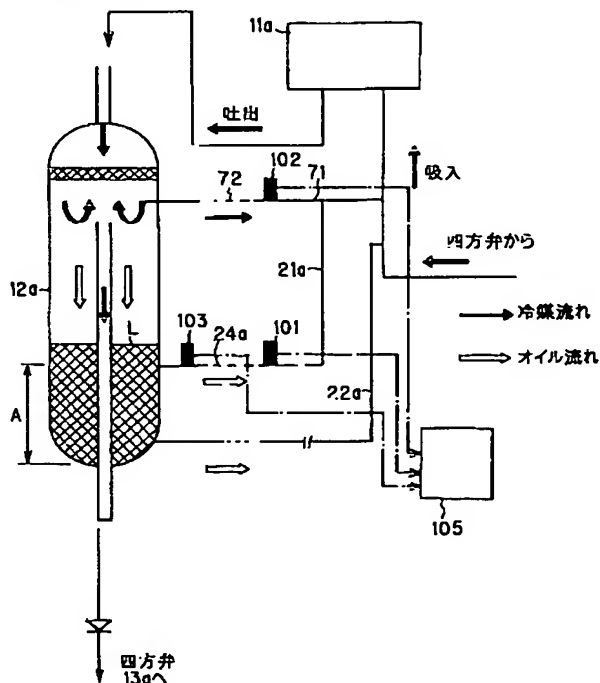 11a
吐出
102
72
71
吸入
四方弁から
12a
21a
冷媒流れ
L
103
24a
101
オイル流れ
A
22a
105
四方弁
13aへ